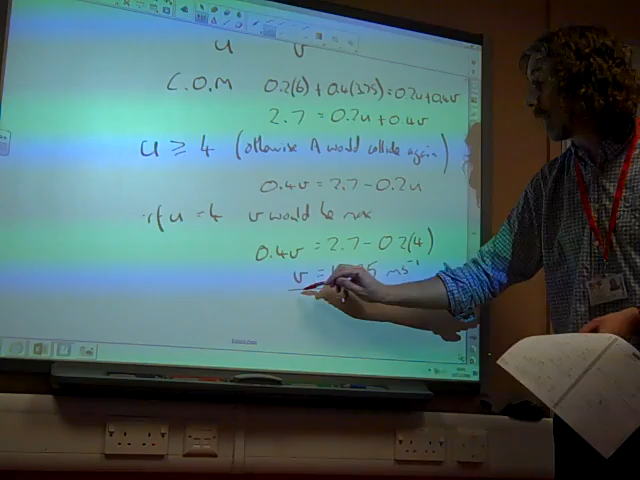 u v
C.O.M 0.2(6) + 0.4(3.75) = 0.2u + 0.4v
2.7 = 0.2u + 0.4v
u ≥ 4 (otherwise A would collide again)
0.4v = 2.7 - 0.2u
if u = 4 v would be max
0.4v = 2.7 - 0.2(4)
v = ms⁻¹